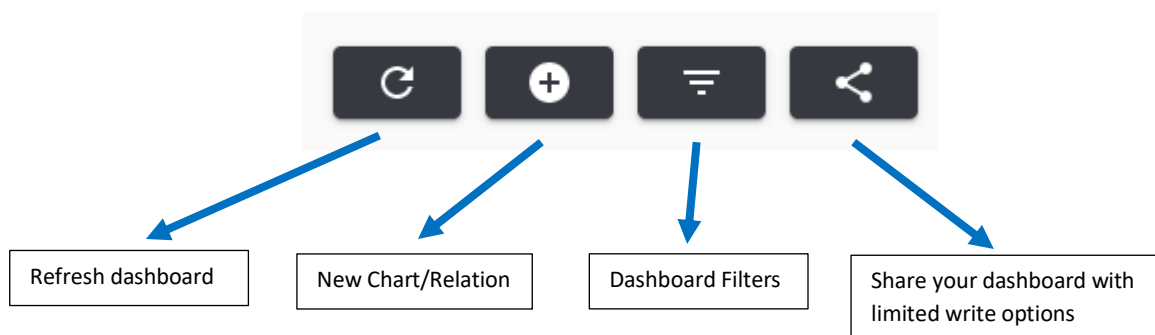 Refresh dashboard
New Chart/Relation
Dashboard Filters
Share your dashboard with
limited write options